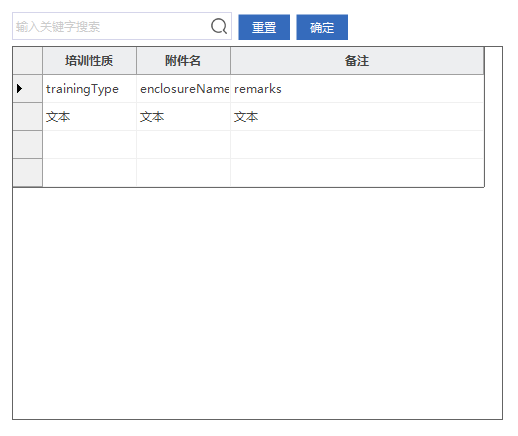 输入关键字搜索 重置 确定
培训性质 附件名 备注
trainingType enclosureName remarks
文本 文本 文本